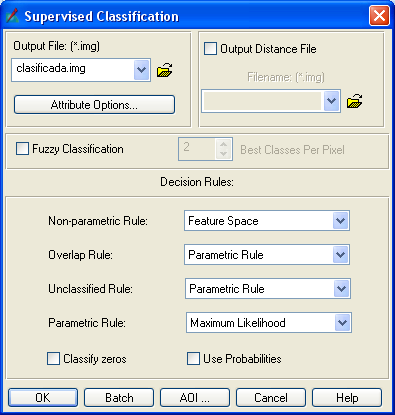 Supervised Classification
Output File: (*.img)
clasificada.img
Attribute Options...
Output Distance File
Filename: (*.img)
Fuzzy Classification
2
Best Classes Per Pixel
Decision Rules:
Non-parametric Rule:
Feature Space
Overlap Rule:
Parametric Rule
Unclassified Rule:
Parametric Rule
Parametric Rule:
Maximum Likelihood
Classify zeros
Use Probabilities
OK
Batch
AOI ...
Cancel
Help